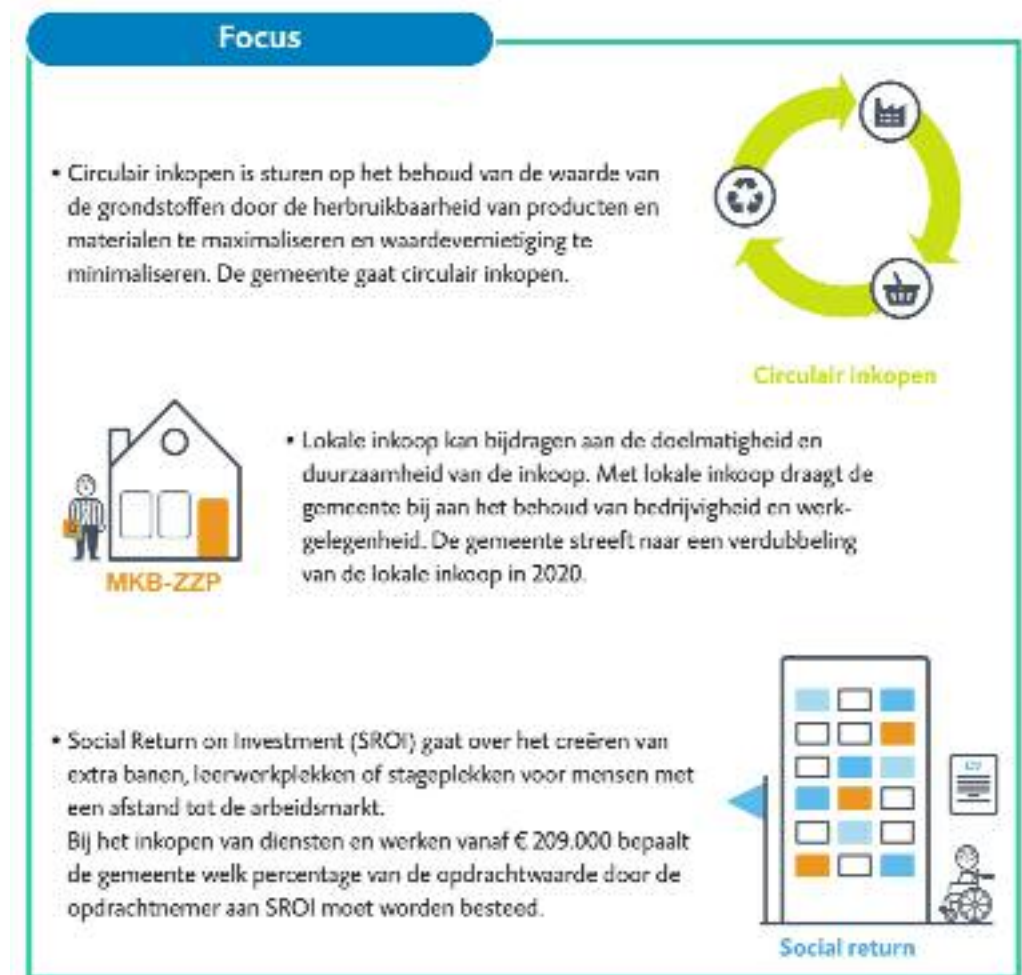 Focus
• Circulair inkopen is sturen op het behoud van de waarde van
de grondstoffen door de herbruikbaarheid van producten en
materialen te maximaliseren en waardevernietiging te
minimaliseren. De gemeente gaat circulair inkopen.
Circulair inkopen
• Lokale inkoop kan bijdragen aan de doelmatigheid en
duurzaamheid van de inkoop. Met lokale inkoop draagt de
gemeente bij aan het behoud van bedrijvigheid en werk-
gelegenheid. De gemeente streeft naar een verdubbeling
van de lokale inkoop in 2020.
MKB-ZZP
• Social Return on Investment (SROI) gaat over het creëren van
extra banen, leerwerkplekken of stageplekken voor mensen met
een afstand tot de arbeidsmarkt.
Bij het inkopen van diensten en werken vanaf € 209.000 bepaalt
de gemeente welk percentage van de opdrachtwaarde door de
opdrachtnemer aan SROI moet worden besteed.
Social return